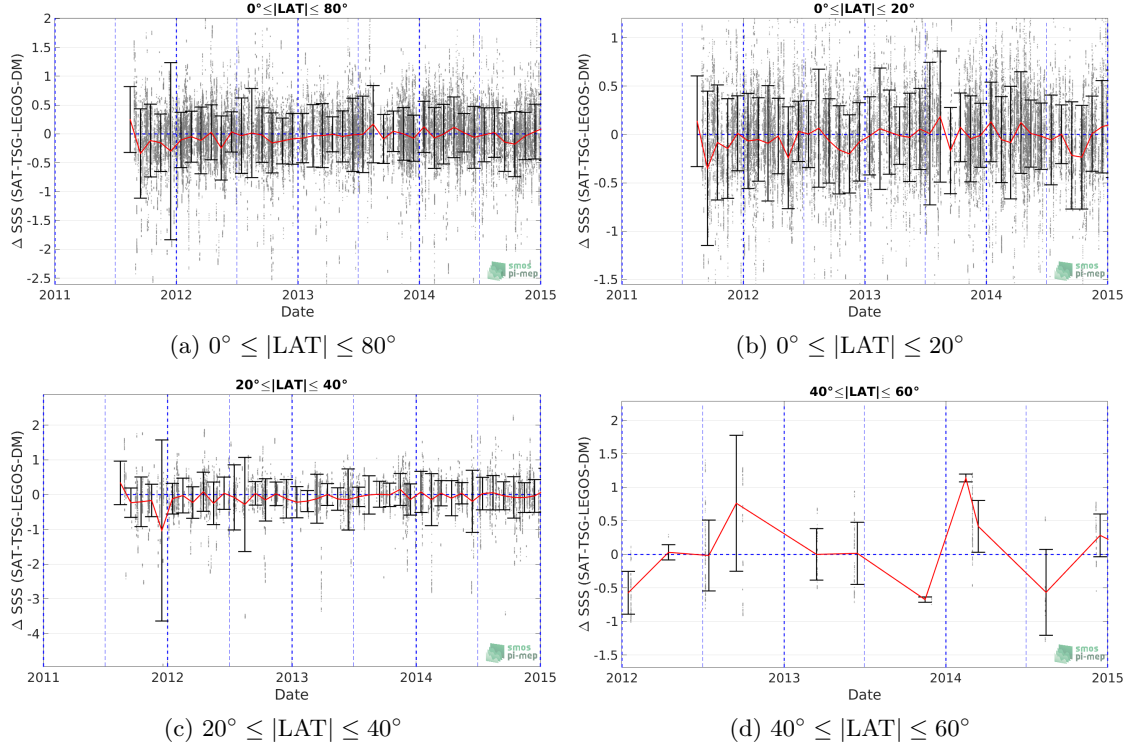 0°≤|LAT|≤ 80°
Δ SSS (SAT-TSG-LEGOS-DM)
2
1.5
1
0.5
0
-0.5
-1
-1.5
-2
-2.5
smos
pi-mep
2011 2012 2013 2014 2015
Date
(a) 0° ≤ |LAT| ≤ 80°
0°≤|LAT|≤ 20°
Δ SSS (SAT-TSG-LEGOS-DM)
1
0.5
0
-0.5
-1
-1.5
smos
pi-mep
2011 2012 2013 2014 2015
Date
(b) 0° ≤ |LAT| ≤ 20°
20°≤|LAT|≤ 40°
Δ SSS (SAT-TSG-LEGOS-DM)
2
1
0
-1
-2
-3
-4
smos
pi-mep
2011 2012 2013 2014 2015
Date
(c) 20° ≤ |LAT| ≤ 40°
40°≤|LAT|≤ 60°
Δ SSS (SAT-TSG-LEGOS-DM)
2
1.5
1
0.5
0
-0.5
-1
-1.5
smos
pi-mep
2012 2013 2014 2015
Date
(d) 40° ≤ |LAT| ≤ 60°